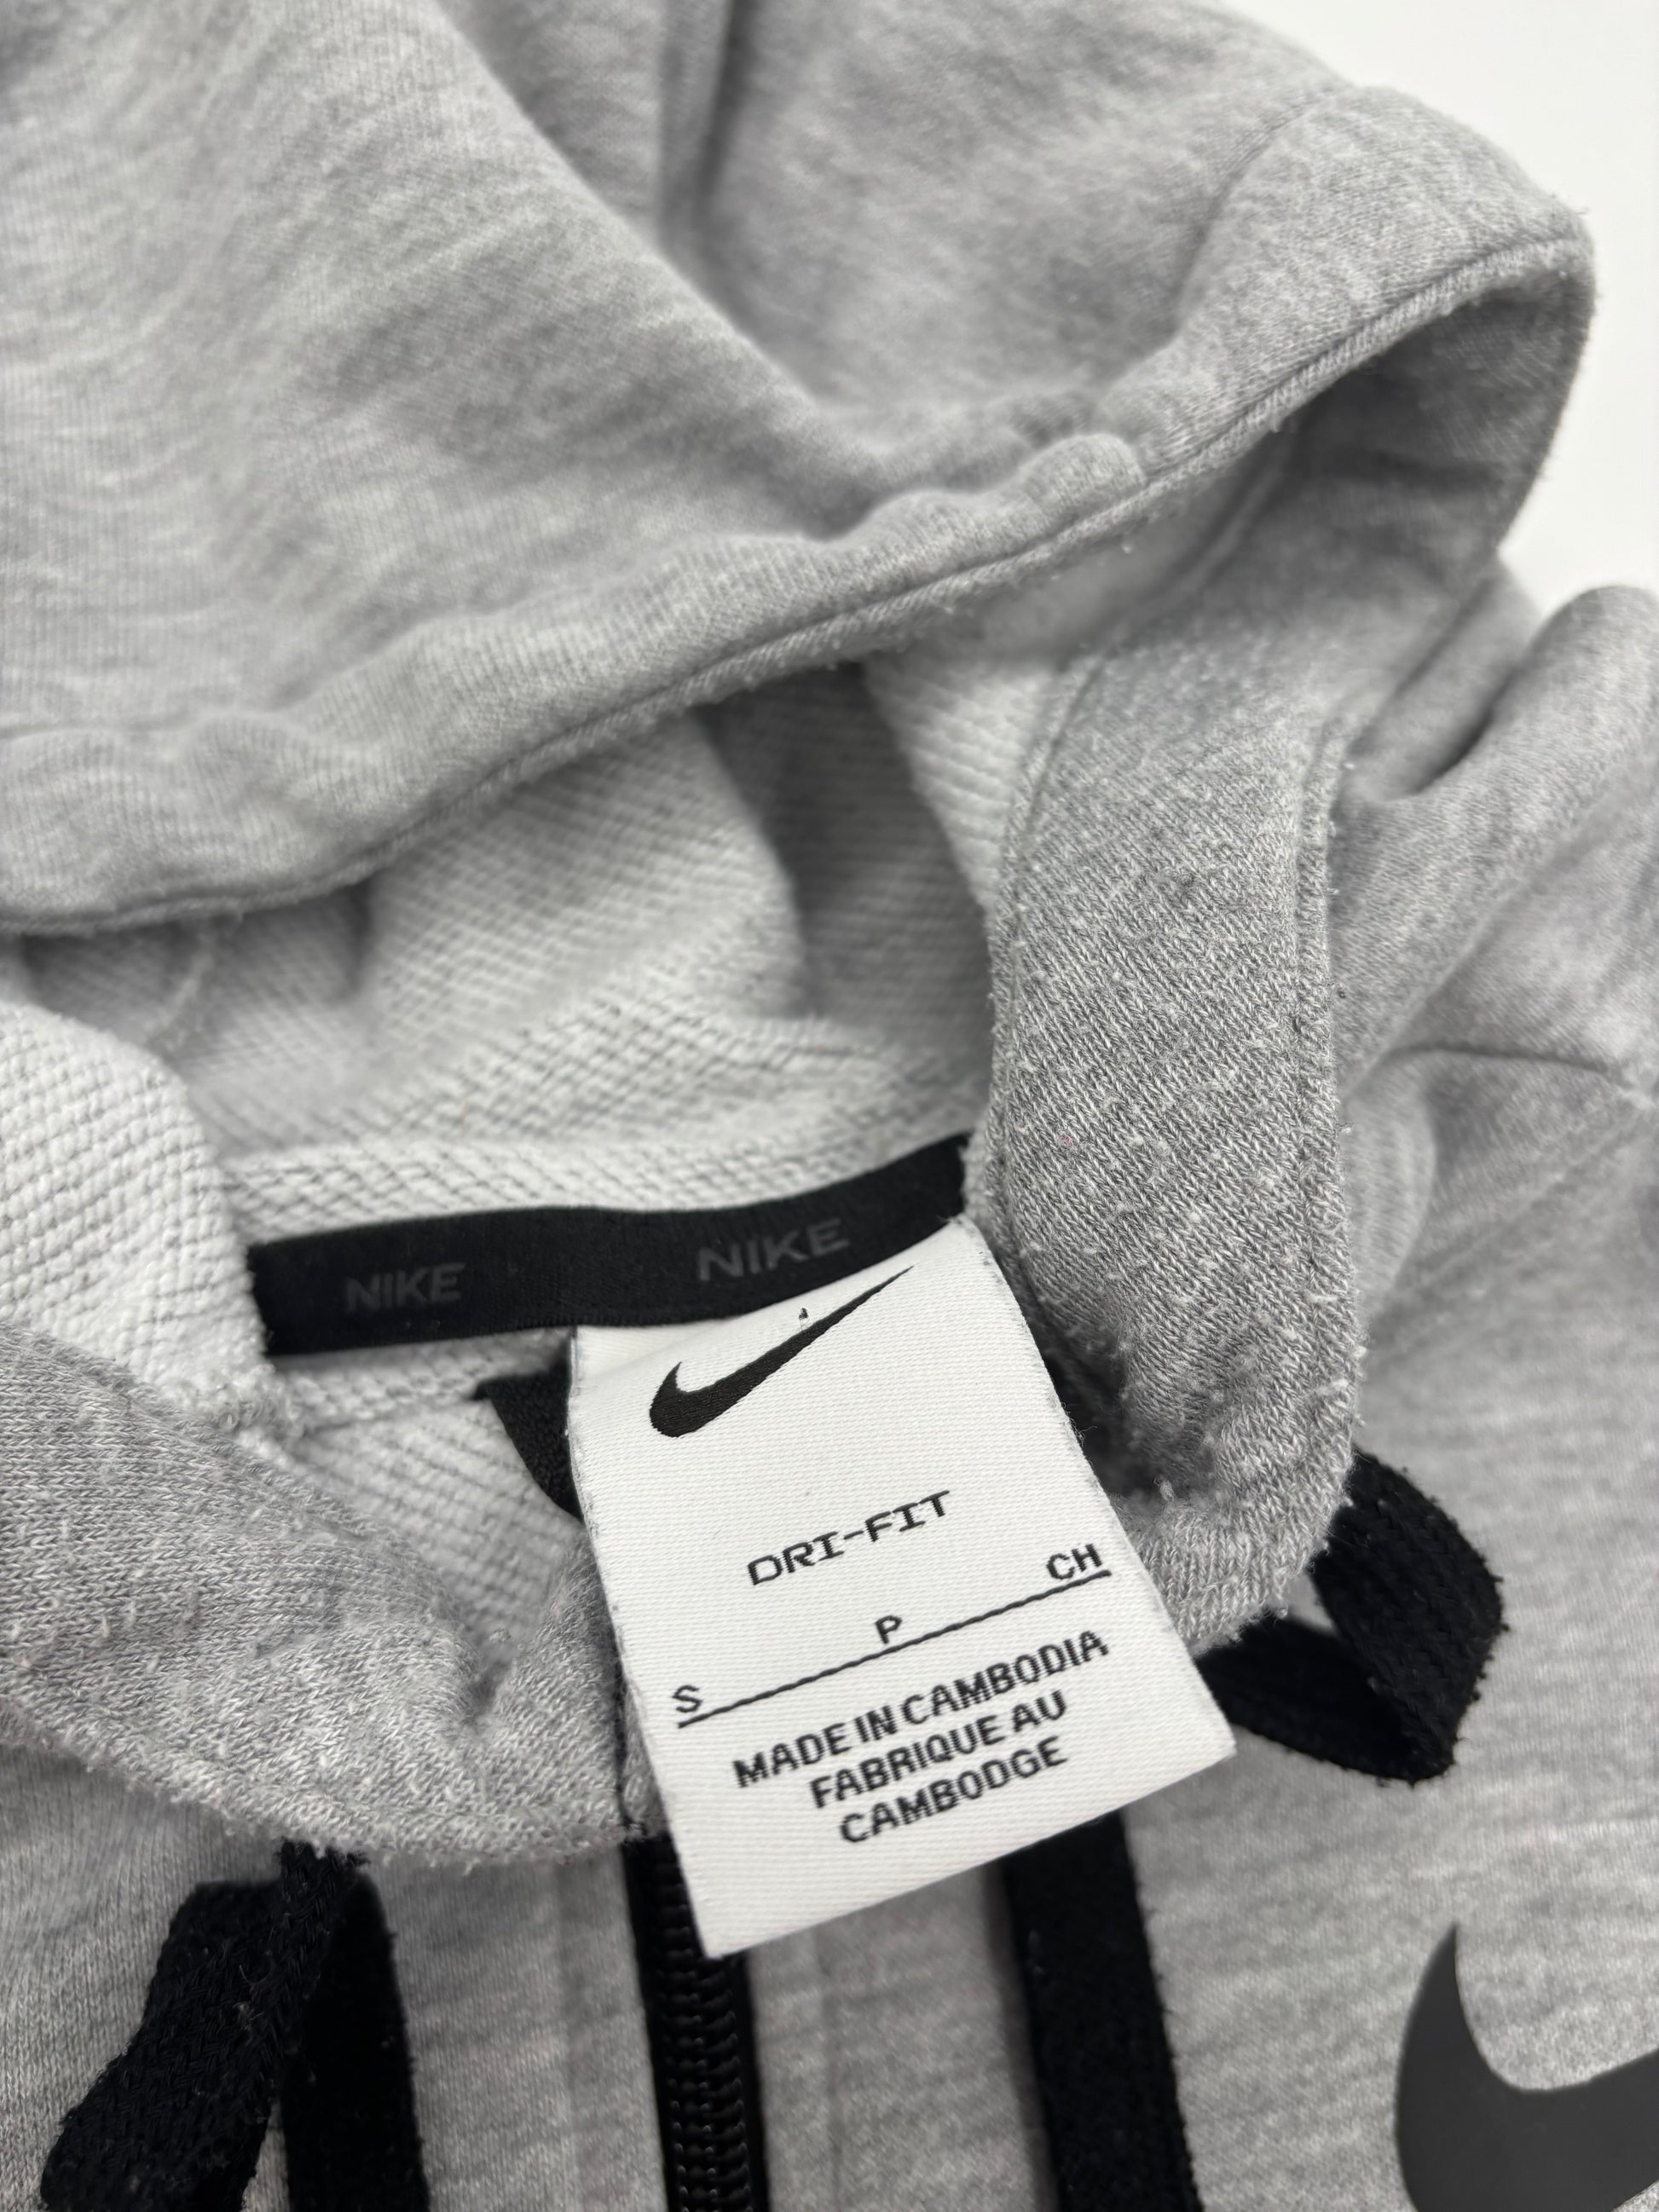 NIKE NIKE
DRI-FIT
S P CH
MADE IN CAMBODIA
FABRIQUE AU
CAMBODGE